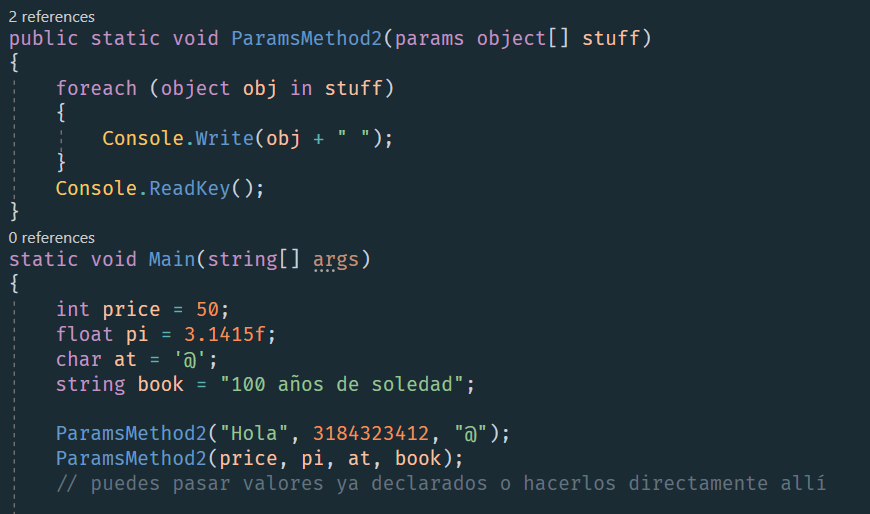 2 references
public static void ParamsMethod2(params object[] stuff)
{
    foreach (object obj in stuff)
    {
        Console.Write(obj + " ");
    }
    Console.ReadKey();
}
0 references
static void Main(string[] args)
{
    int price = 50;
    float pi = 3.1415f;
    char at = '@';
    string book = "100 años de soledad";

    ParamsMethod2("Hola", 3184323412, "@");
    ParamsMethod2(price, pi, at, book);
    // puedes pasar valores ya declarados o hacerlos directamente allí